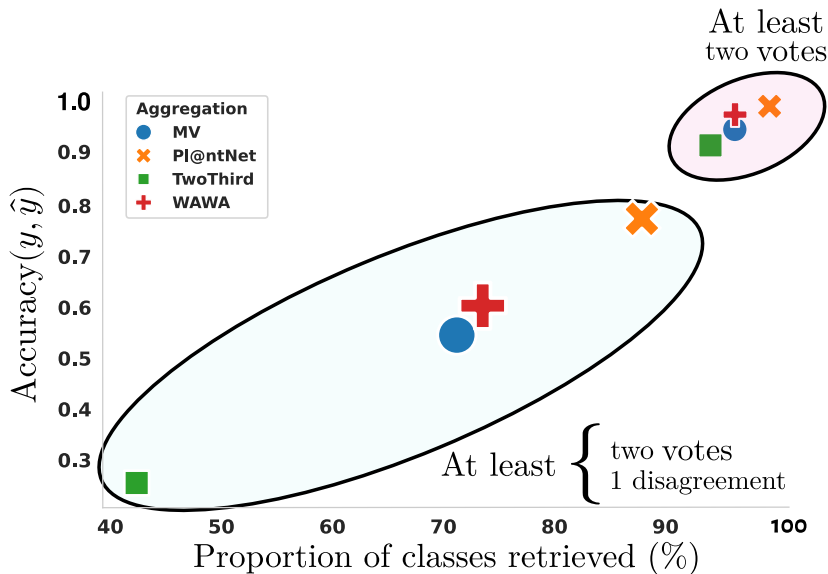 At least
two votes
1.0
0.9
0.8
0.7
0.6
0.5
0.4
0.3
Accuracy(y, ŷ)
Aggregation
MV
Pl@ntNet
TwoThird
WAWA
At least { two votes
1 disagreement
40 50 60 70 80 90 100
Proportion of classes retrieved (%)